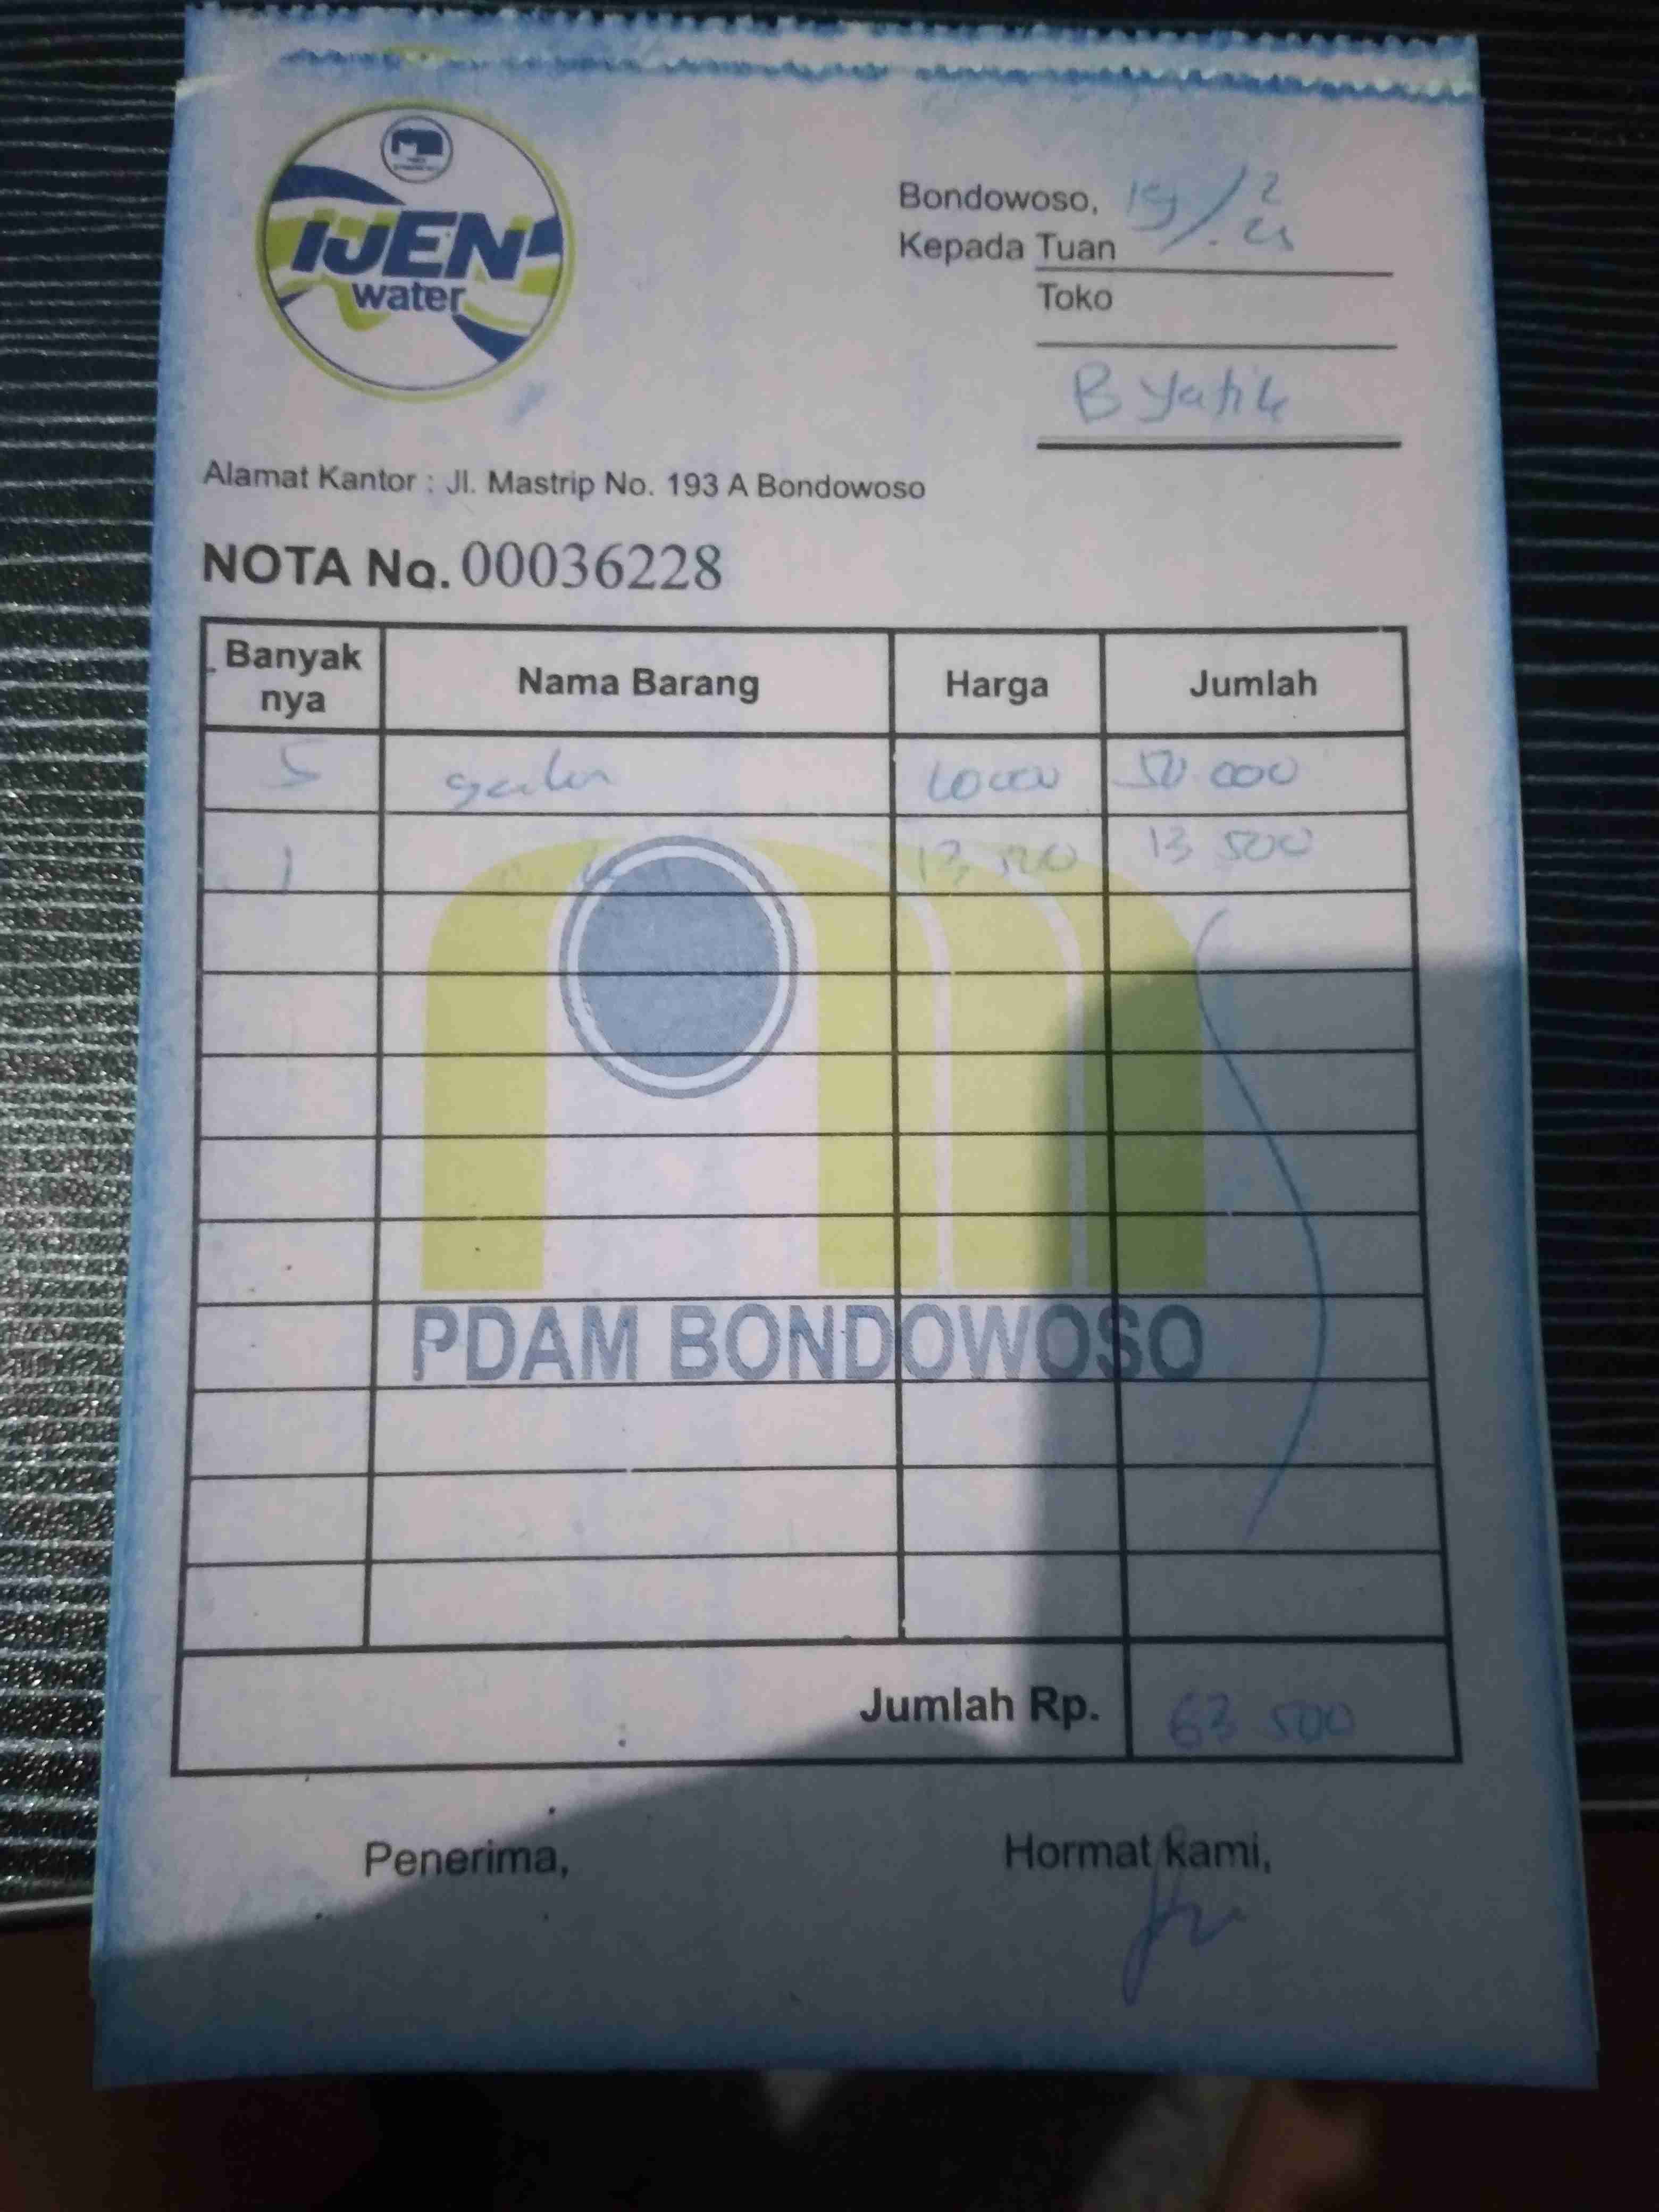 IJEN
water
Bondowoso, 19/2
Kepada Tuan
Toko
B Yatik
Alamat Kantor : Jl. Mastrip No. 193 A Bondowoso
NOTA No. 00036228
Banyak nya Nama Barang Harga Jumlah
5 galon 10000 50.000
1 13,500 13 500
PDAM BONDOWOSO
Jumlah Rp. 63 500
Penerima, Hormat kami,